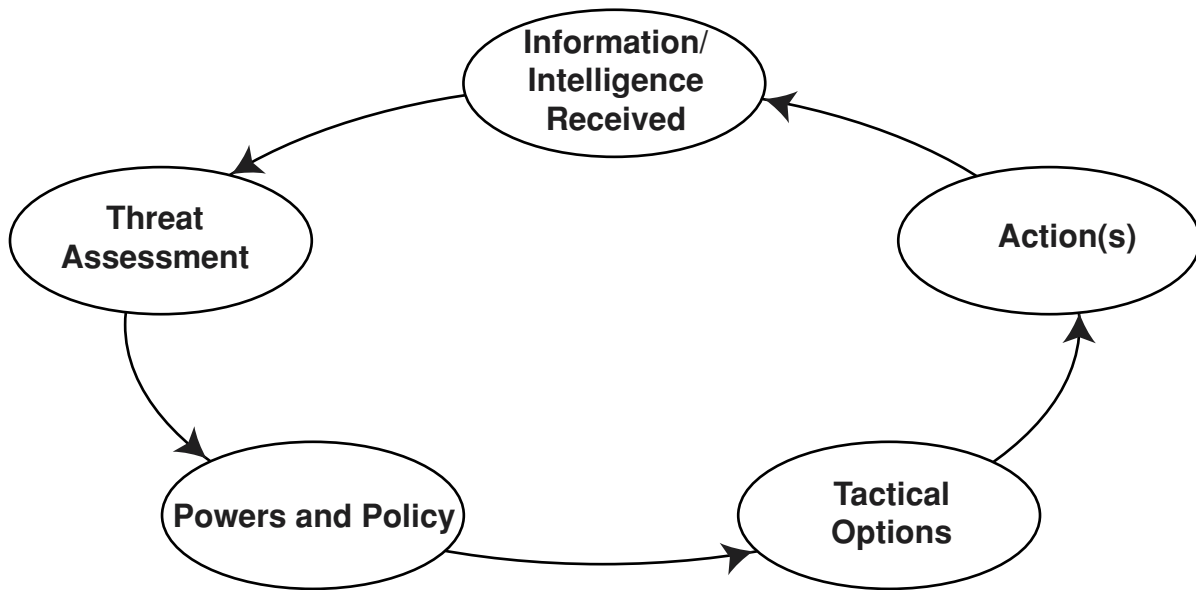 Information/
Intelligence
Received
Threat
Assessment
Action(s)
Powers and Policy
Tactical
Options